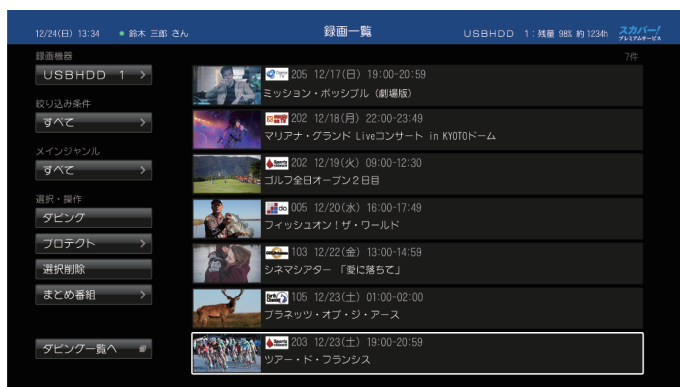 12/24(日) 13:34 ● 鈴木 三郎 さん
録画一覧
USBHDD 1:残量 98% 約1234h
スカパー!
プレミアムサービス
録画機器
7件
USBHDD 1 >
絞り込み条件
すべて >
メインジャンル
すべて >
選択・操作
ダビング
プロテクト >
選択削除
まとめ番組 >
ダビング一覧へ
205 12/17(日) 19:00-20:59
ミッション・ポッシブル (劇場版)
202 12/18(月) 22:00-23:49
マリアナ・グランド Liveコンサート in KYOTOドーム
Sports
202 12/19(火) 09:00-12:30
ゴルフ全日オープン2日目
do 005 12/20(水) 16:00-17:49
フィッシュオン!ザ・ワールド
103 12/22(金) 13:00-14:59
シネマシアター 「愛に落ちて」
105 12/23(土) 01:00-02:00
プラネッツ・オブ・ジ・アース
Sports
203 12/23(土) 19:00-20:59
ツアー・ド・フランシス